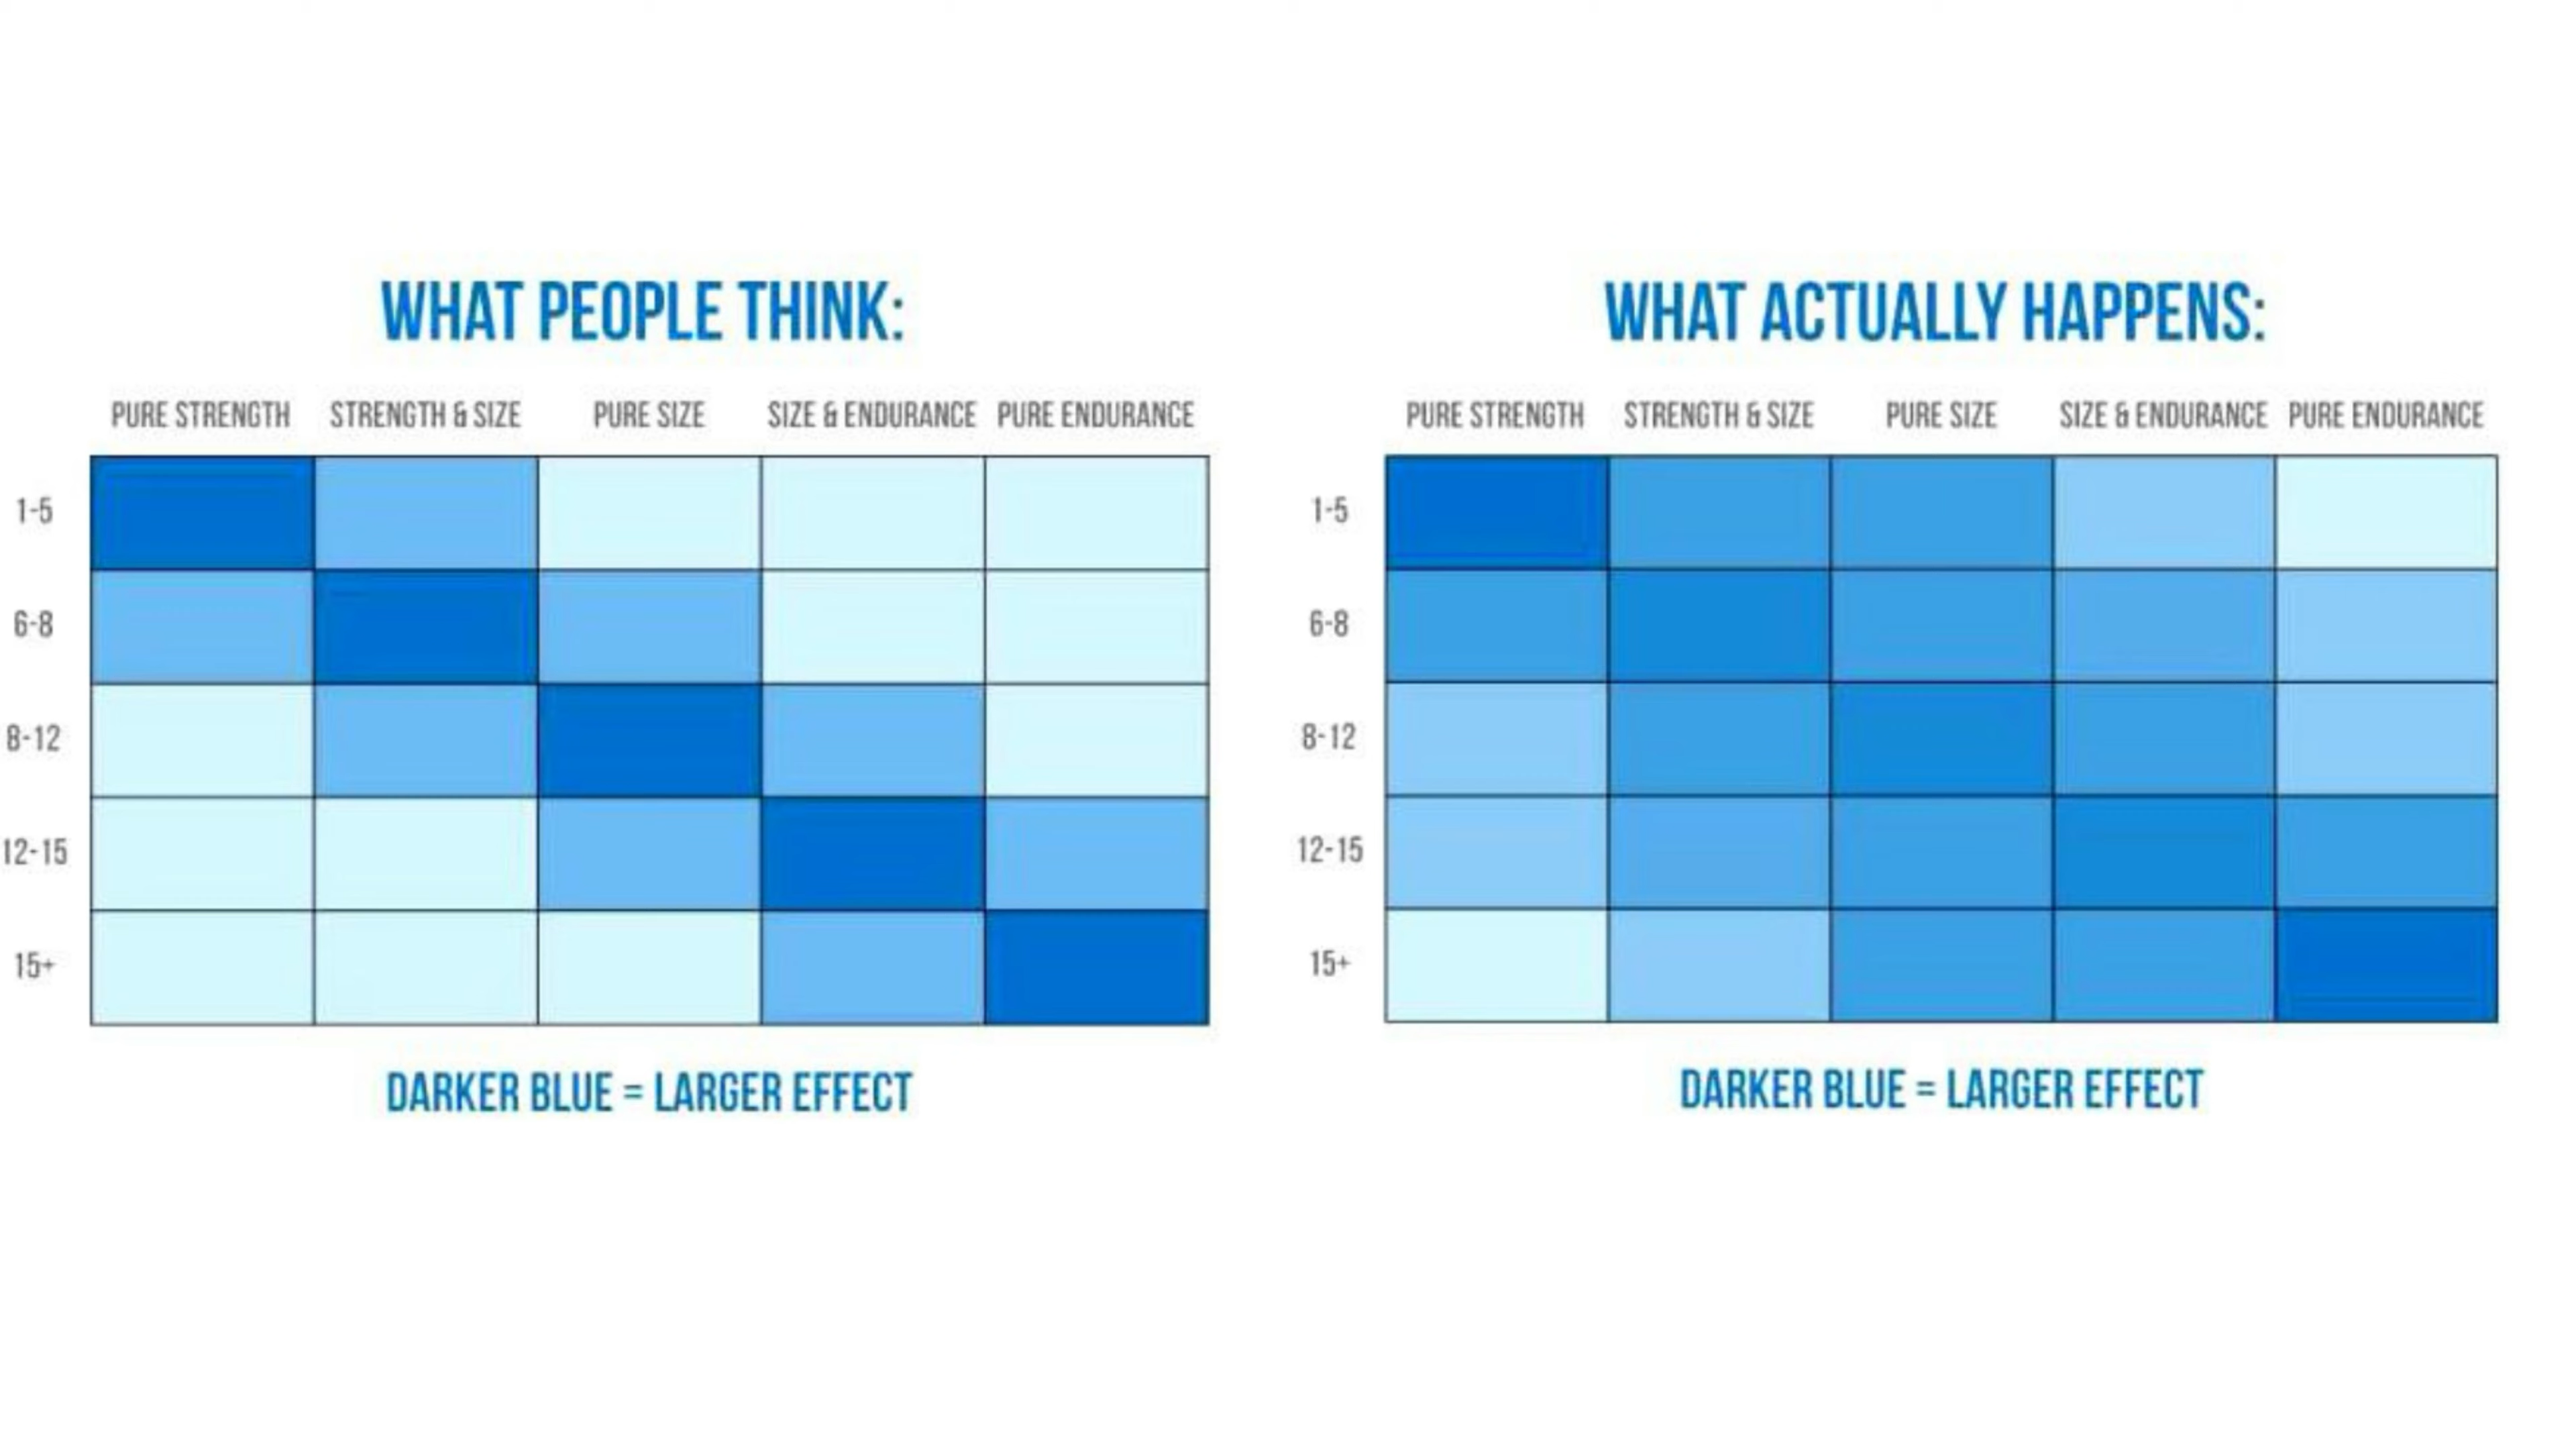 WHAT PEOPLE THINK:
PURE STRENGTH STRENGTH & SIZE PURE SIZE SIZE & ENDURANCE PURE ENDURANCE
1-5
6-8
8-12
12-15
15+
DARKER BLUE = LARGER EFFECT
WHAT ACTUALLY HAPPENS:
PURE STRENGTH STRENGTH & SIZE PURE SIZE SIZE & ENDURANCE PURE ENDURANCE
1-5
6-8
8-12
12-15
15+
DARKER BLUE = LARGER EFFECT